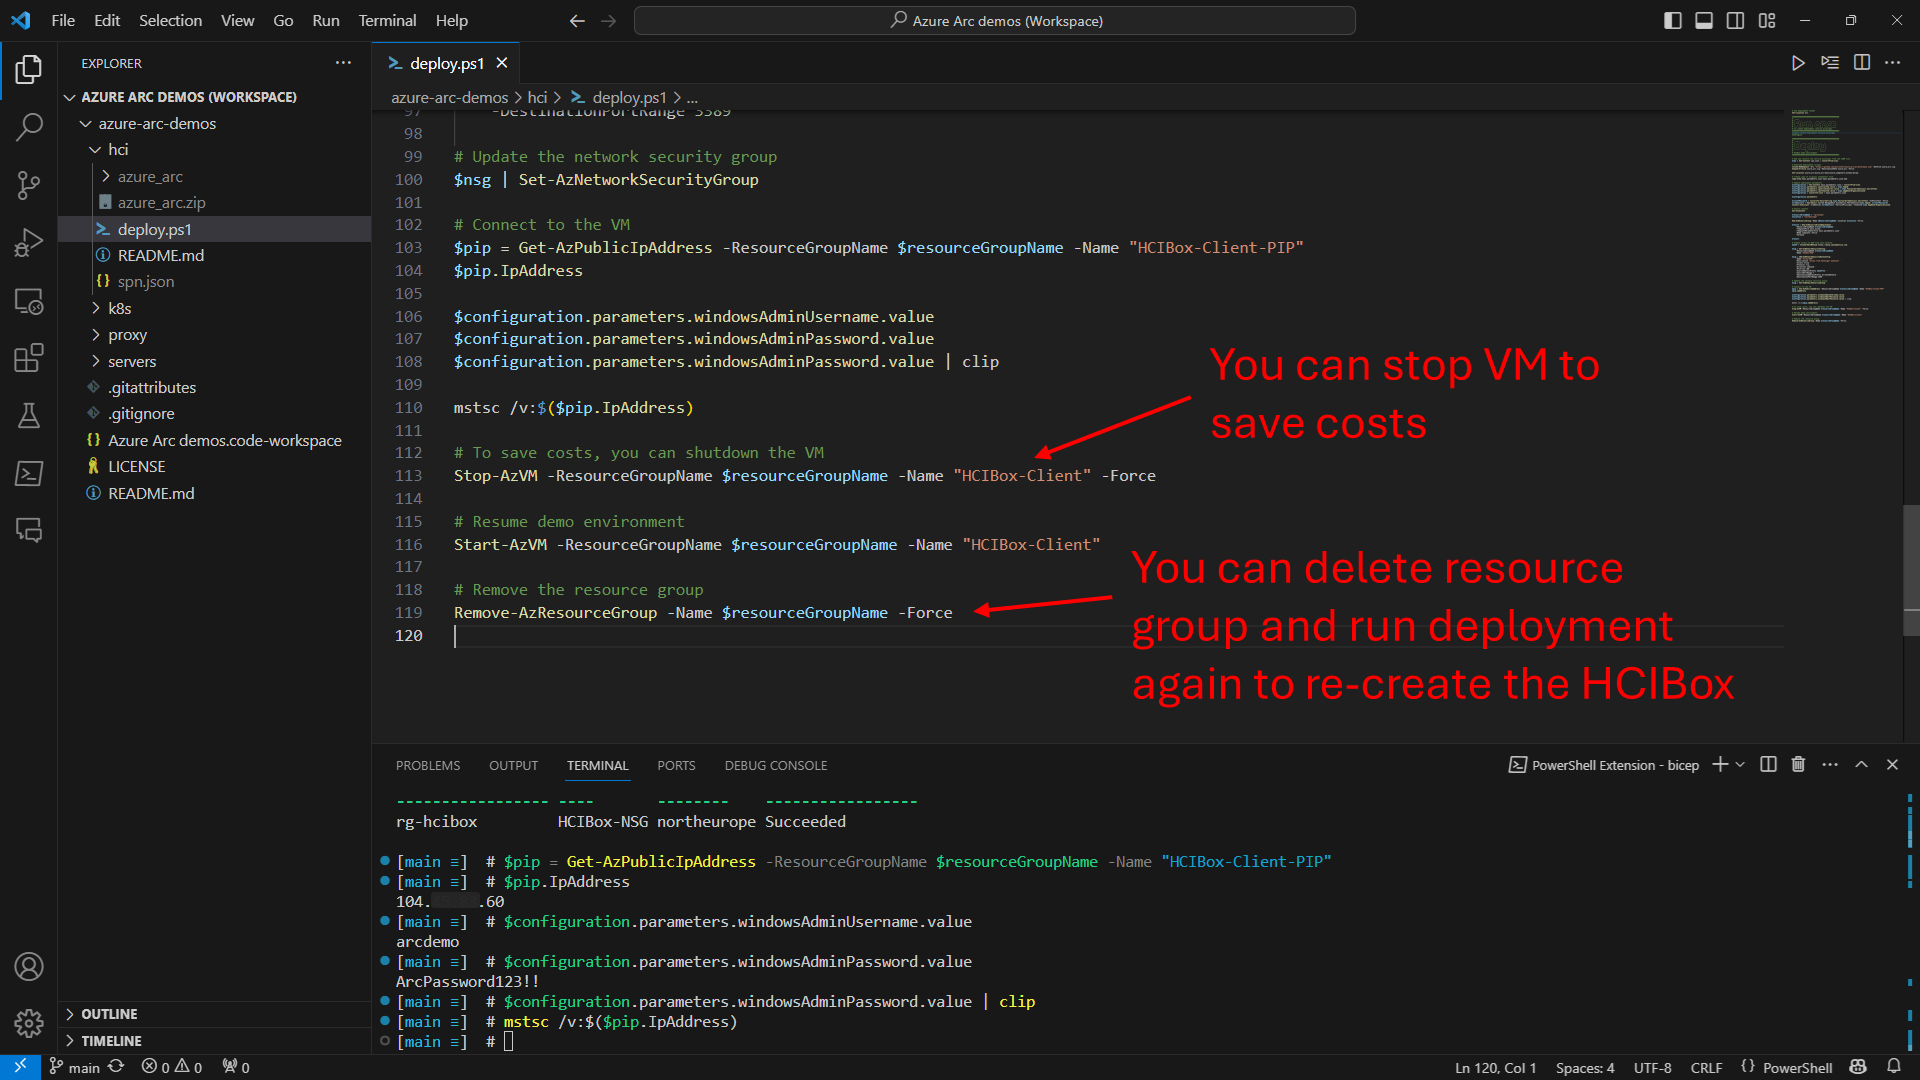 File Edit Selection View Go Run Terminal Help
Azure Arc demos (Workspace)
EXPLORER
AZURE ARC DEMOS (WORKSPACE)
azure-arc-demos
hci
azure_arc
azure_arc.zip
deploy.ps1
README.md
spn.json
k8s
proxy
servers
.gitattributes
.gitignore
Azure Arc demos.code-workspace
LICENSE
README.md
OUTLINE
TIMELINE
deploy.ps1
azure-arc-demos > hci > deploy.ps1 > ...
97 -DestinationPortRange 3389
98
99 # Update the network security group
100 $nsg | Set-AzNetworkSecurityGroup
101
102 # Connect to the VM
103 $pip = Get-AzPublicIpAddress -ResourceGroupName $resourceGroupName -Name "HCIBox-Client-PIP"
104 $pip.IpAddress
105
106 $configuration.parameters.windowsAdminUsername.value
107 $configuration.parameters.windowsAdminPassword.value
108 $configuration.parameters.windowsAdminPassword.value | clip
109
110 mstsc /v:$($pip.IpAddress)
111
112 # To save costs, you can shutdown the VM
113 Stop-AzVM -ResourceGroupName $resourceGroupName -Name "HCIBox-Client" -Force
114
115 # Resume demo environment
116 Start-AzVM -ResourceGroupName $resourceGroupName -Name "HCIBox-Client"
117
118 # Remove the resource group
119 Remove-AzResourceGroup -Name $resourceGroupName -Force
120
You can stop VM to
save costs
You can delete resource
group and run deployment
again to re-create the HCIBox
PROBLEMS OUTPUT TERMINAL PORTS DEBUG CONSOLE
PowerShell Extension - bicep
----------------- ---- -------- -----------------
rg-hcibox HCIBox-NSG northeurope Succeeded
[main ≡] # $pip = Get-AzPublicIpAddress -ResourceGroupName $resourceGroupName -Name "HCIBox-Client-PIP"
[main ≡] # $pip.IpAddress
104. .60
[main ≡] # $configuration.parameters.windowsAdminUsername.value
arcdemo
[main ≡] # $configuration.parameters.windowsAdminPassword.value
ArcPassword123!!
[main ≡] # $configuration.parameters.windowsAdminPassword.value | clip
[main ≡] # mstsc /v:$($pip.IpAddress)
[main ≡] #
main 0 0 0
Ln 120, Col 1 Spaces: 4 UTF-8 CRLF {} PowerShell